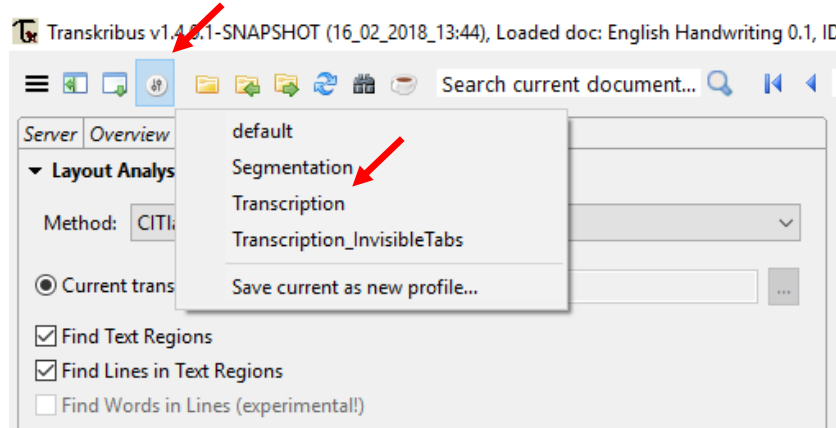 Transkribus v1.4.0.1-SNAPSHOT (16_02_2018_13:44), Loaded doc: English Handwriting 0.1, ID
Search current document...
Server Overview
default
Layout Analys
Segmentation
Transcription
Method: CITla
Transcription_InvisibleTabs
Current trans
Save current as new profile...
...
Find Text Regions
Find Lines in Text Regions
Find Words in Lines (experimental!)